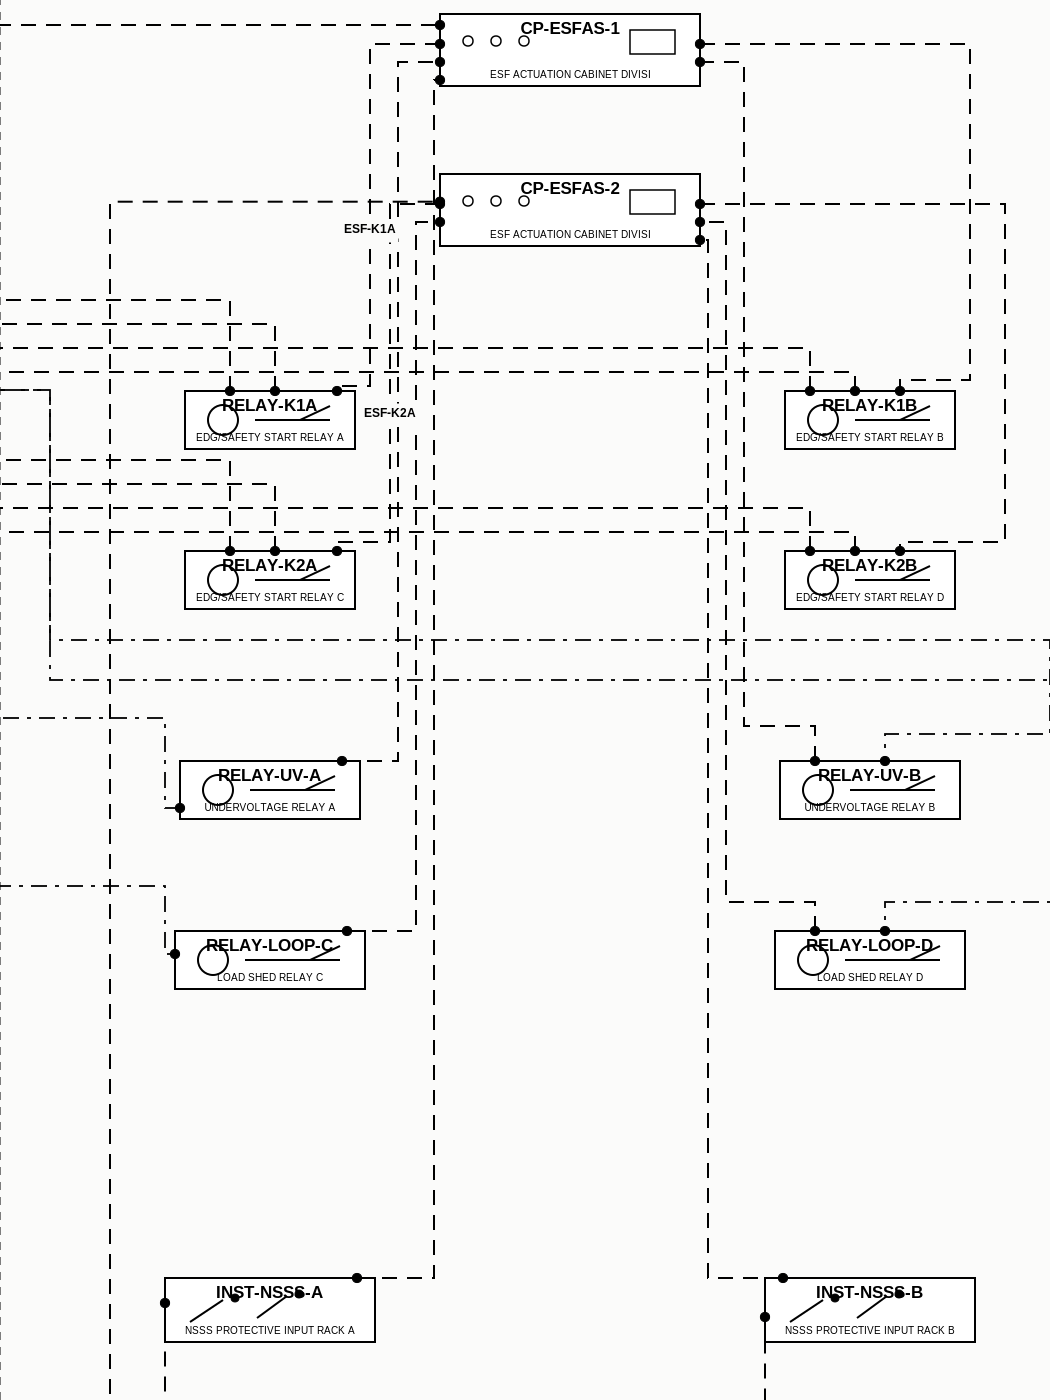 CP-ESFAS-1
ESF ACTUATION CABINET DIVISI
CP-ESFAS-2
ESF ACTUATION CABINET DIVISI
ESF-K1A
RELAY-K1A
EDG/SAFETY START RELAY A
ESF-K2A
RELAY-K1B
EDG/SAFETY START RELAY B
RELAY-K2A
EDG/SAFETY START RELAY C
RELAY-K2B
EDG/SAFETY START RELAY D
RELAY-UV-A
UNDERVOLTAGE RELAY A
RELAY-UV-B
UNDERVOLTAGE RELAY B
RELAY-LOOP-C
LOAD SHED RELAY C
RELAY-LOOP-D
LOAD SHED RELAY D
INST-NSSS-A
NSSS PROTECTIVE INPUT RACK A
INST-NSSS-B
NSSS PROTECTIVE INPUT RACK B